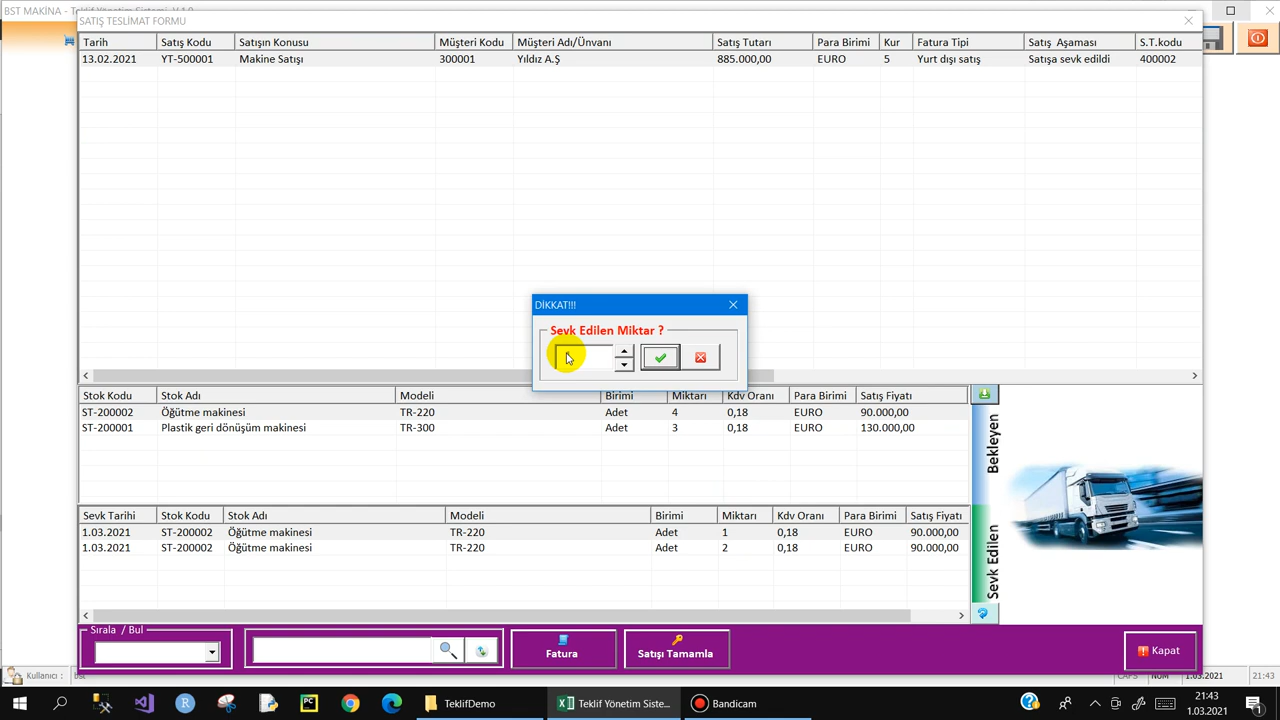 BST MAKİNA - Teklif Yönetim Sistemi V.1.0
SATIŞ TESLİMAT FORMU
Tarih Satış Kodu Satışın Konusu Müşteri Kodu Müşteri Adı/Ünvanı Satış Tutarı Para Birimi Kur Fatura Tipi Satış Aşaması S.T.kodu
13.02.2021 YT-500001 Makine Satışı 300001 Yıldız A.Ş 885.000,00 EURO 5 Yurt dışı satış Satışa sevk edildi 400002
DİKKAT!!!
Sevk Edilen Miktar ?
Stok Kodu Stok Adı Modeli Birimi Miktarı Kdv Oranı Para Birimi Satış Fiyatı
ST-200002 Öğütme makinesi TR-220 Adet 4 0,18 EURO 90.000,00
ST-200001 Plastik geri dönüşüm makinesi TR-300 Adet 3 0,18 EURO 130.000,00
Bekleyen
Sevk Tarihi Stok Kodu Stok Adı Modeli Birimi Miktarı Kdv Oranı Para Birimi Satış Fiyatı
1.03.2021 ST-200002 Öğütme makinesi TR-220 Adet 1 0,18 EURO 90.000,00
1.03.2021 ST-200002 Öğütme makinesi TR-220 Adet 2 0,18 EURO 90.000,00
Sevk Edilen
Sırala / Bul
Fatura
Satışı Tamamla
Kapat
Kullanıcı : bst CAPS NUM 1.03.2021 21:43
TeklifDemo
Teklif Yönetim Siste...
Bandicam
21:43
1.03.2021